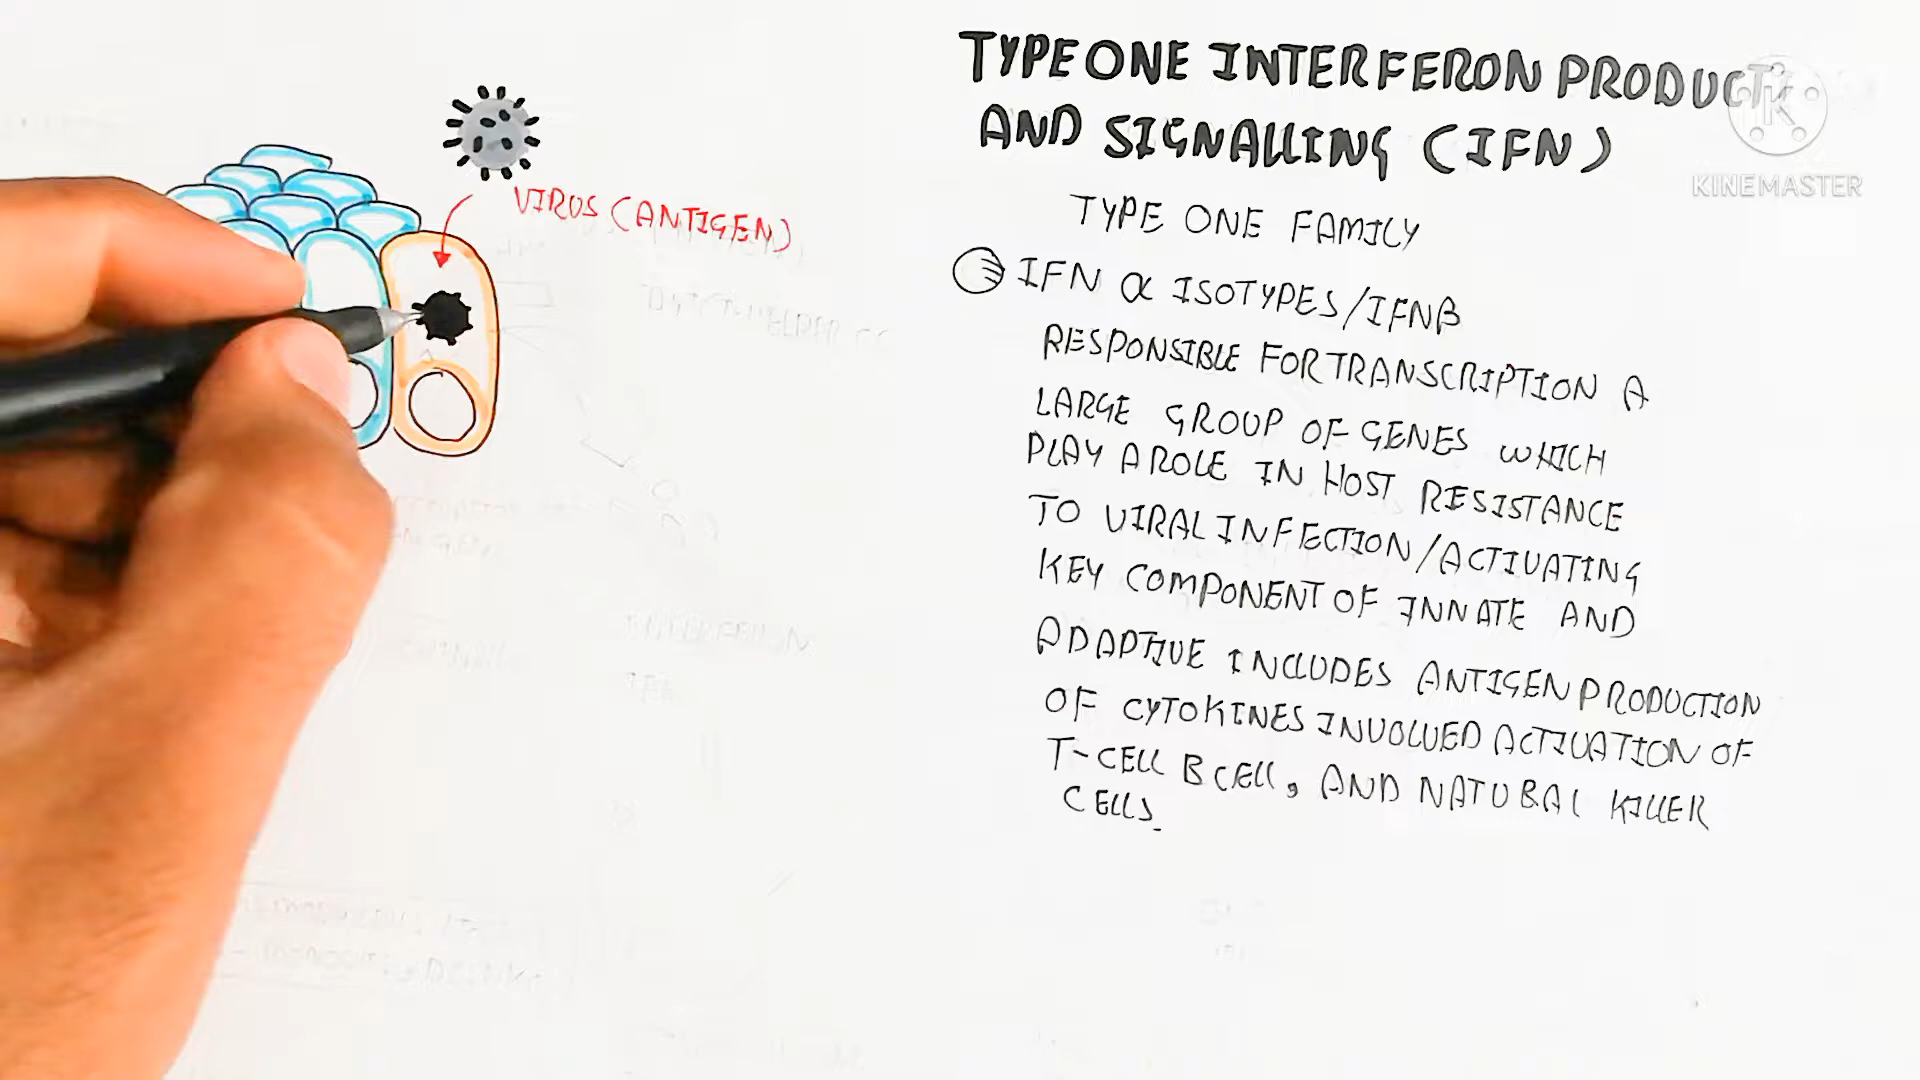 TYPE ONE INTERFERON PRODUCT
AND SIGNALLING (IFN)
KINEMASTER
VIRUS (ANTIGEN)
TYPE ONE FAMILY
IFN α ISOTYPES/IFNβ
RESPONSIBLE FOR TRANSCRIPTION A
LARGE GROUP OF GENES WHICH
PLAY A ROLE IN HOST RESISTANCE
TO VIRAL INFECTION/ACTIVATING
KEY COMPONENT OF INNATE AND
ADAPTIVE INCLUDES ANTIGEN PRODUCTION
OF CYTOKINES INVOLVED ACTIVATION OF
T-CELL B CELL, AND NATURAL KILLER
CELLS.